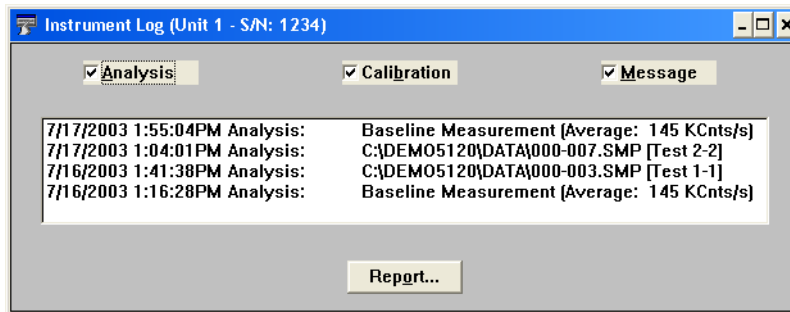 Instrument Log (Unit 1 - S/N: 1234)
Analysis Calibration Message
7/17/2003 1:55:04PM Analysis: Baseline Measurement (Average: 145 KCnts/s)
7/17/2003 1:04:01PM Analysis: C:\DEMO5120\DATA\000-007.SMP [Test 2-2]
7/16/2003 1:41:38PM Analysis: C:\DEMO5120\DATA\000-003.SMP [Test 1-1]
7/16/2003 1:16:28PM Analysis: Baseline Measurement (Average: 145 KCnts/s)
Report...